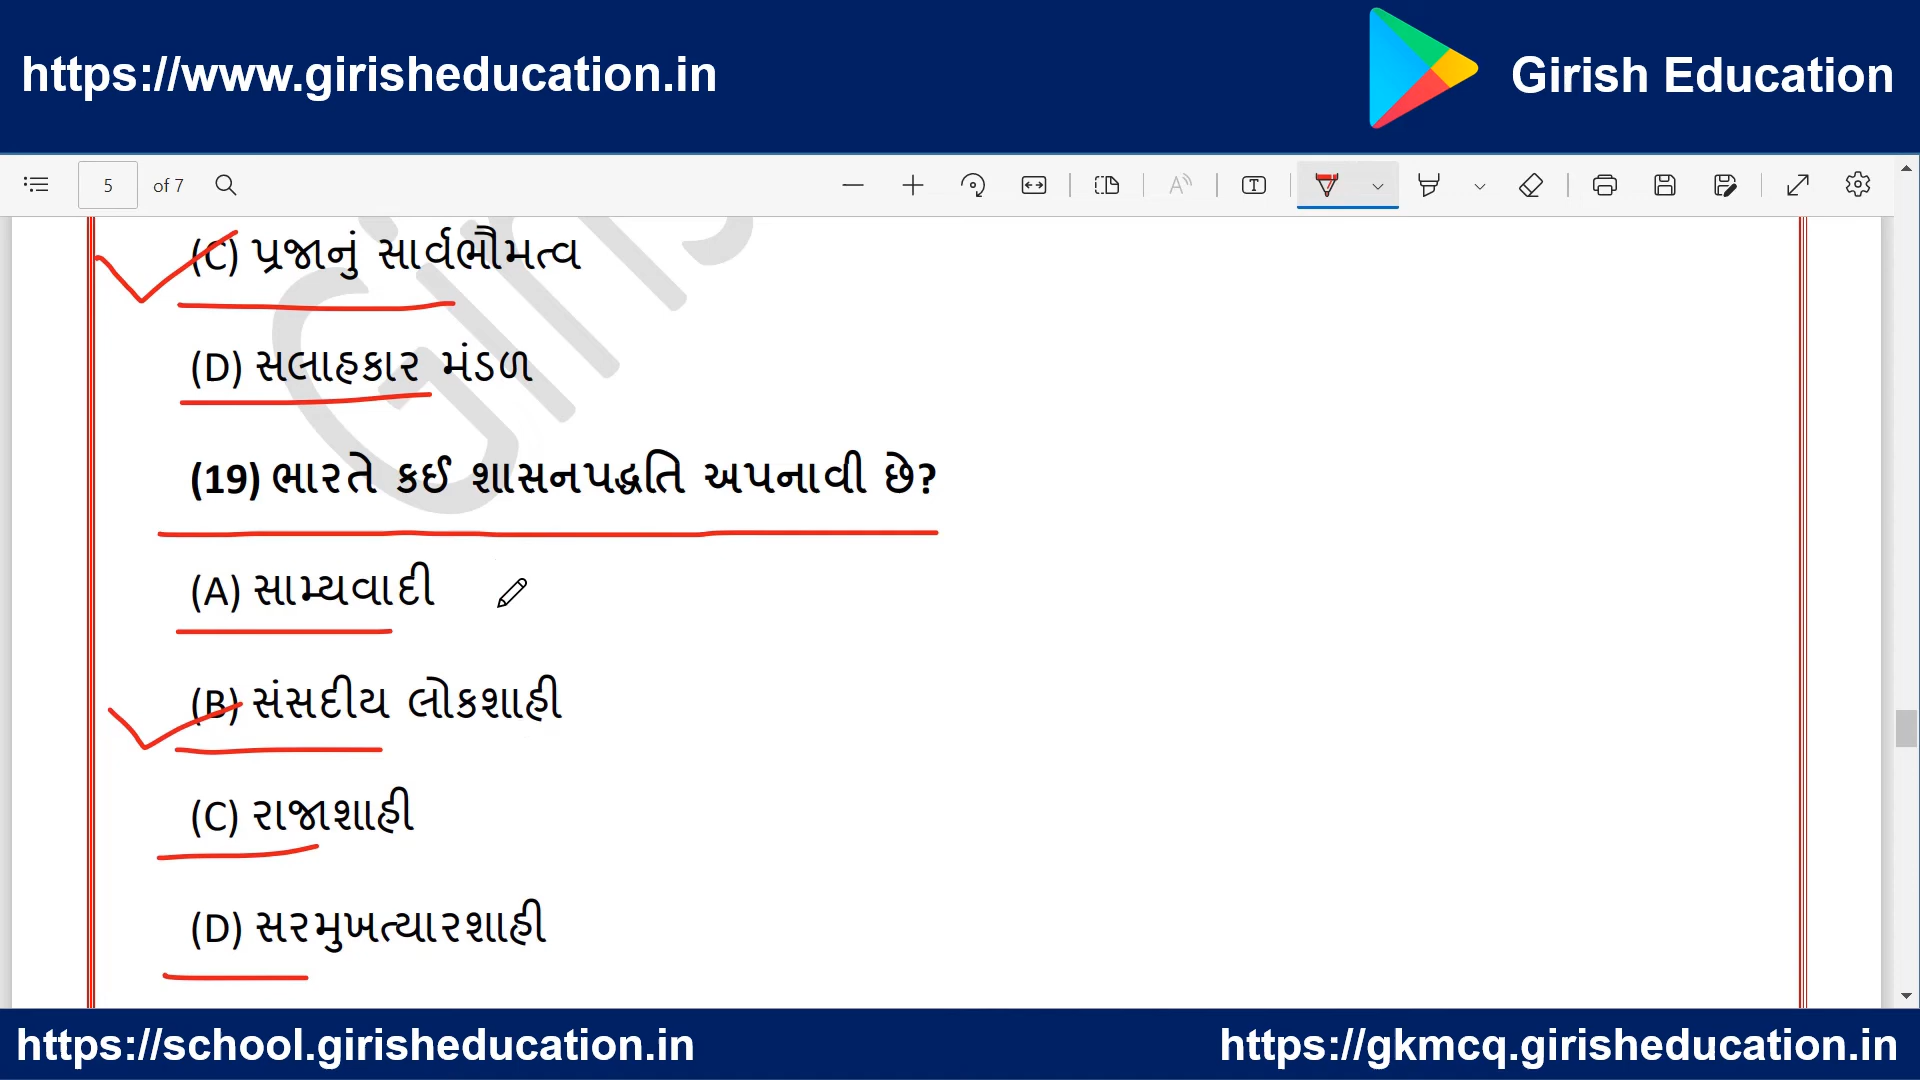 https://www.girisheducation.in
Girish Education
5 of 7
(C) પ્રજાનું સાર્વભૌમત્વ
(D) સલાહકાર મંડળ
(19) ભારતે કઈ શાસનપદ્ધતિ અપનાવી છે?
(A) સામ્યવાદી
(B) સંસદીય લોકશાહી
(C) રાજાશાહી
(D) સરમુખત્યારશાહી
https://school.girisheducation.in
https://gkmcq.girisheducation.in